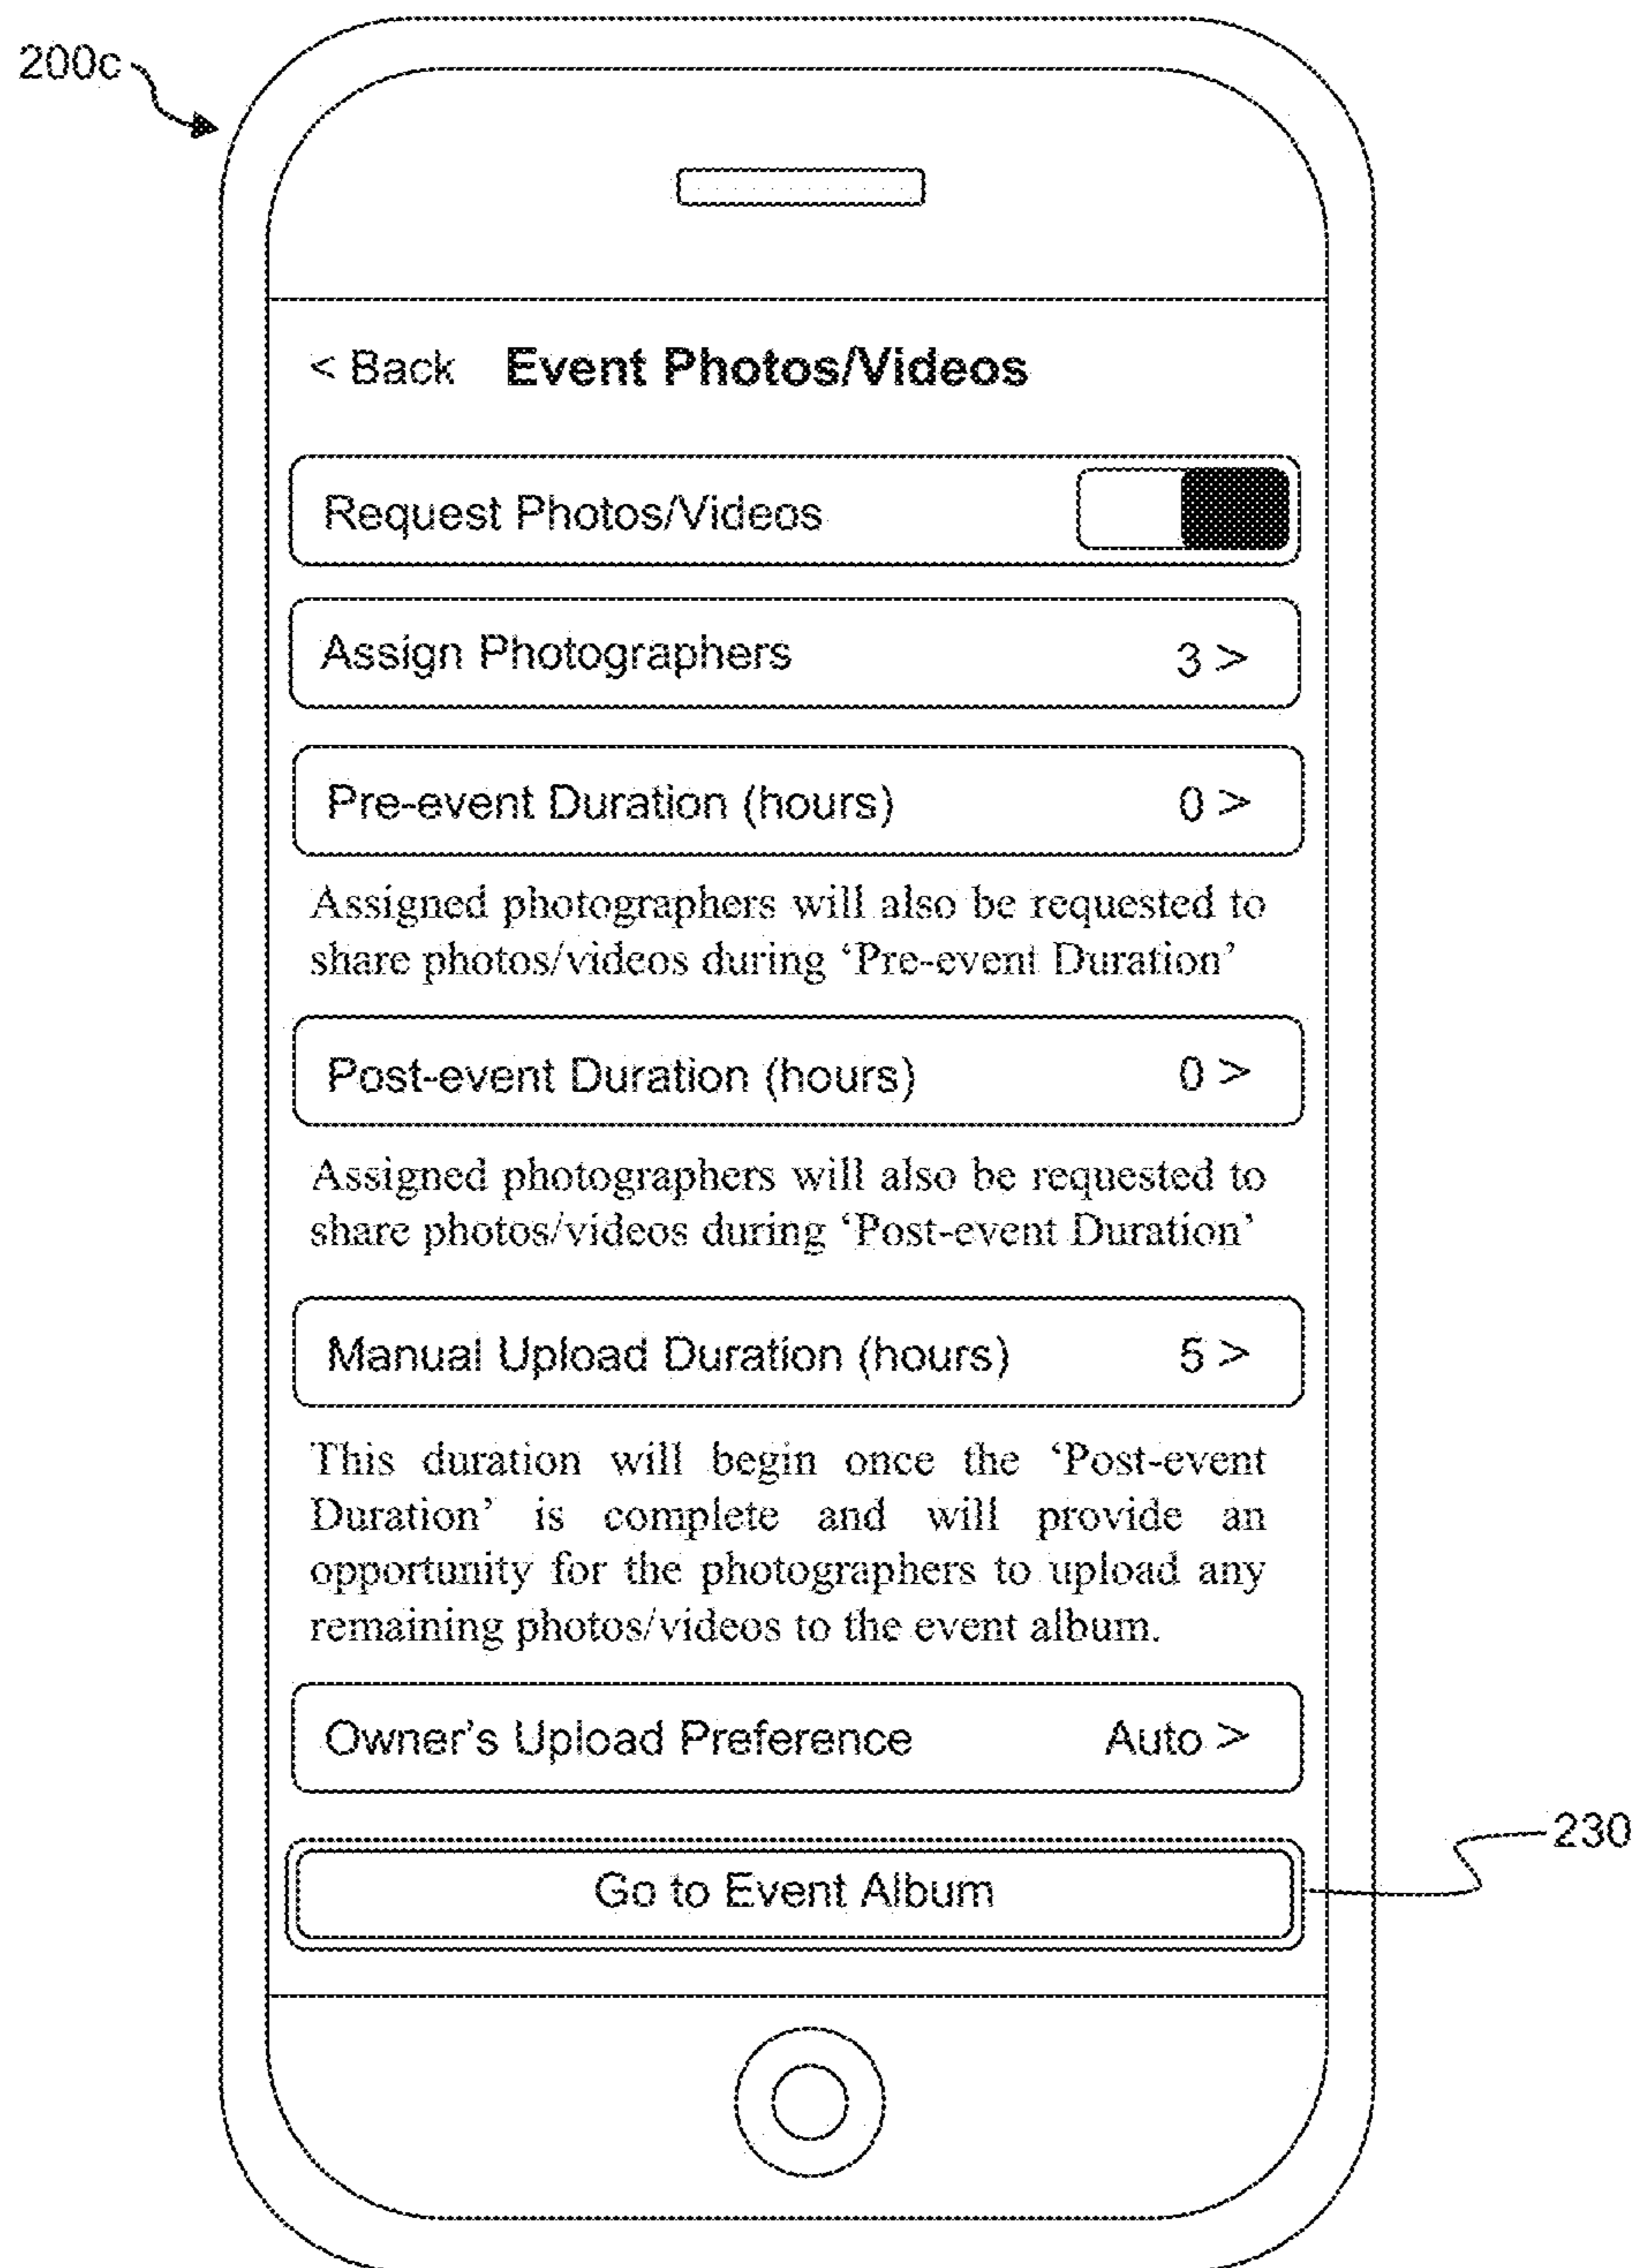 200c
< Back Event Photos/Videos
Request Photos/Videos
Assign Photographers 3 >
Pre-event Duration (hours) 0 >
Assigned photographers will also be requested to
share photos/videos during ‘Pre-event Duration’
Post-event Duration (hours) 0 >
Assigned photographers will also be requested to
share photos/videos during ‘Post-event Duration’
Manual Upload Duration (hours) 5 >
This duration will begin once the ‘Post-event
Duration’ is complete and will provide an
opportunity for the photographers to upload any
remaining photos/videos to the event album.
Owner’s Upload Preference Auto >
230
Go to Event Album